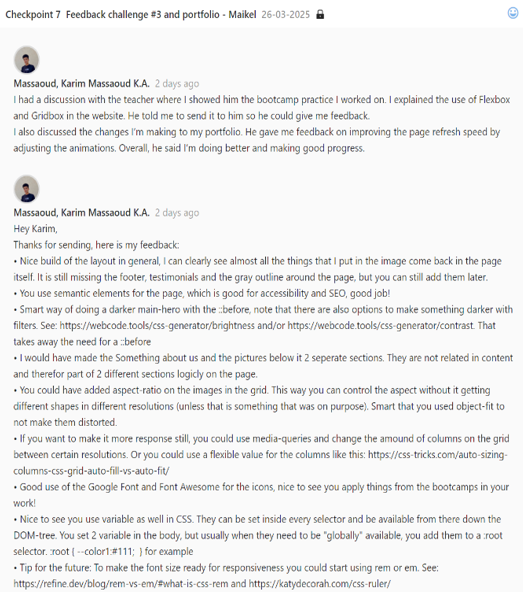 Checkpoint 7 Feedback challenge #3 and portfolio - Maikel 26-03-2025
Massaoud, Karim Massaoud K.A. 2 days ago
I had a discussion with the teacher where I showed him the bootcamp practice I worked on. I explained the use of Flexbox
and Gridbox in the website. He told me to send it to him so he could give me feedback.
I also discussed the changes I'm making to my portfolio. He gave me feedback on improving the page refresh speed by
adjusting the animations. Overall, he said I'm doing better and making good progress.
Massaoud, Karim Massaoud K.A. 2 days ago
Hey Karim,
Thanks for sending, here is my feedback:
• Nice build of the layout in general, I can clearly see almost all the things that I put in the image come back in the page
itself. It is still missing the footer, testimonials and the gray outline around the page, but you can still add them later.
• You use semantic elements for the page, which is good for accessibility and SEO, good job!
• Smart way of doing a darker main-hero with the ::before, note that there are also options to make something darker with
filters. See: https://webcode.tools/css-generator/brightness and/or https://webcode.tools/css-generator/contrast. That
takes away the need for a ::before
• I would have made the Something about us and the pictures below it 2 seperate sections. They are not related in content
and therefor part of 2 different sections logicly on the page.
• You could have added aspect-ratio on the images in the grid. This way you can control the aspect without it getting
different shapes in different resolutions (unless that is something that was on purpose). Smart that you used object-fit to
not make them distorted.
• If you want to make it more response still, you could use media-queries and change the amound of columns on the grid
between certain resolutions. Or you could use a flexible value for the columns like this: https://css-tricks.com/auto-sizing-
columns-css-grid-auto-fill-vs-auto-fit/
• Good use of the Google Font and Font Awesome for the icons, nice to see you apply things from the bootcamps in your
work!
• Nice to see you use variable as well in CSS. They can be set inside every selector and be available from there down the
DOM-tree. You set 2 variable in the body, but usually when they need to be "globally" available, you add them to a :root
selector. :root { --color1:#111; } for example
• Tip for the future: To make the font size ready for responsiveness you could start using rem or em. See:
https://refine.dev/blog/rem-vs-em/#what-is-css-rem and https://katydecorah.com/css-ruler/